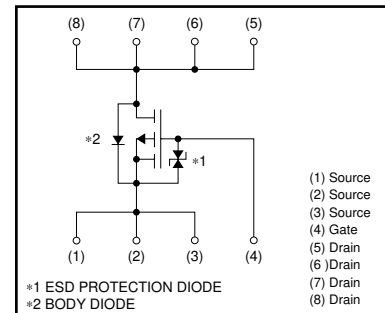 (8) (7) (6) (5)
∗2
∗1
(1) Source
(2) Source
(3) Source
(4) Gate
(5) Drain
(6 )Drain
(7) Drain
(8) Drain
(1) (2) (3) (4)
∗1 ESD PROTECTION DIODE
∗2 BODY DIODE